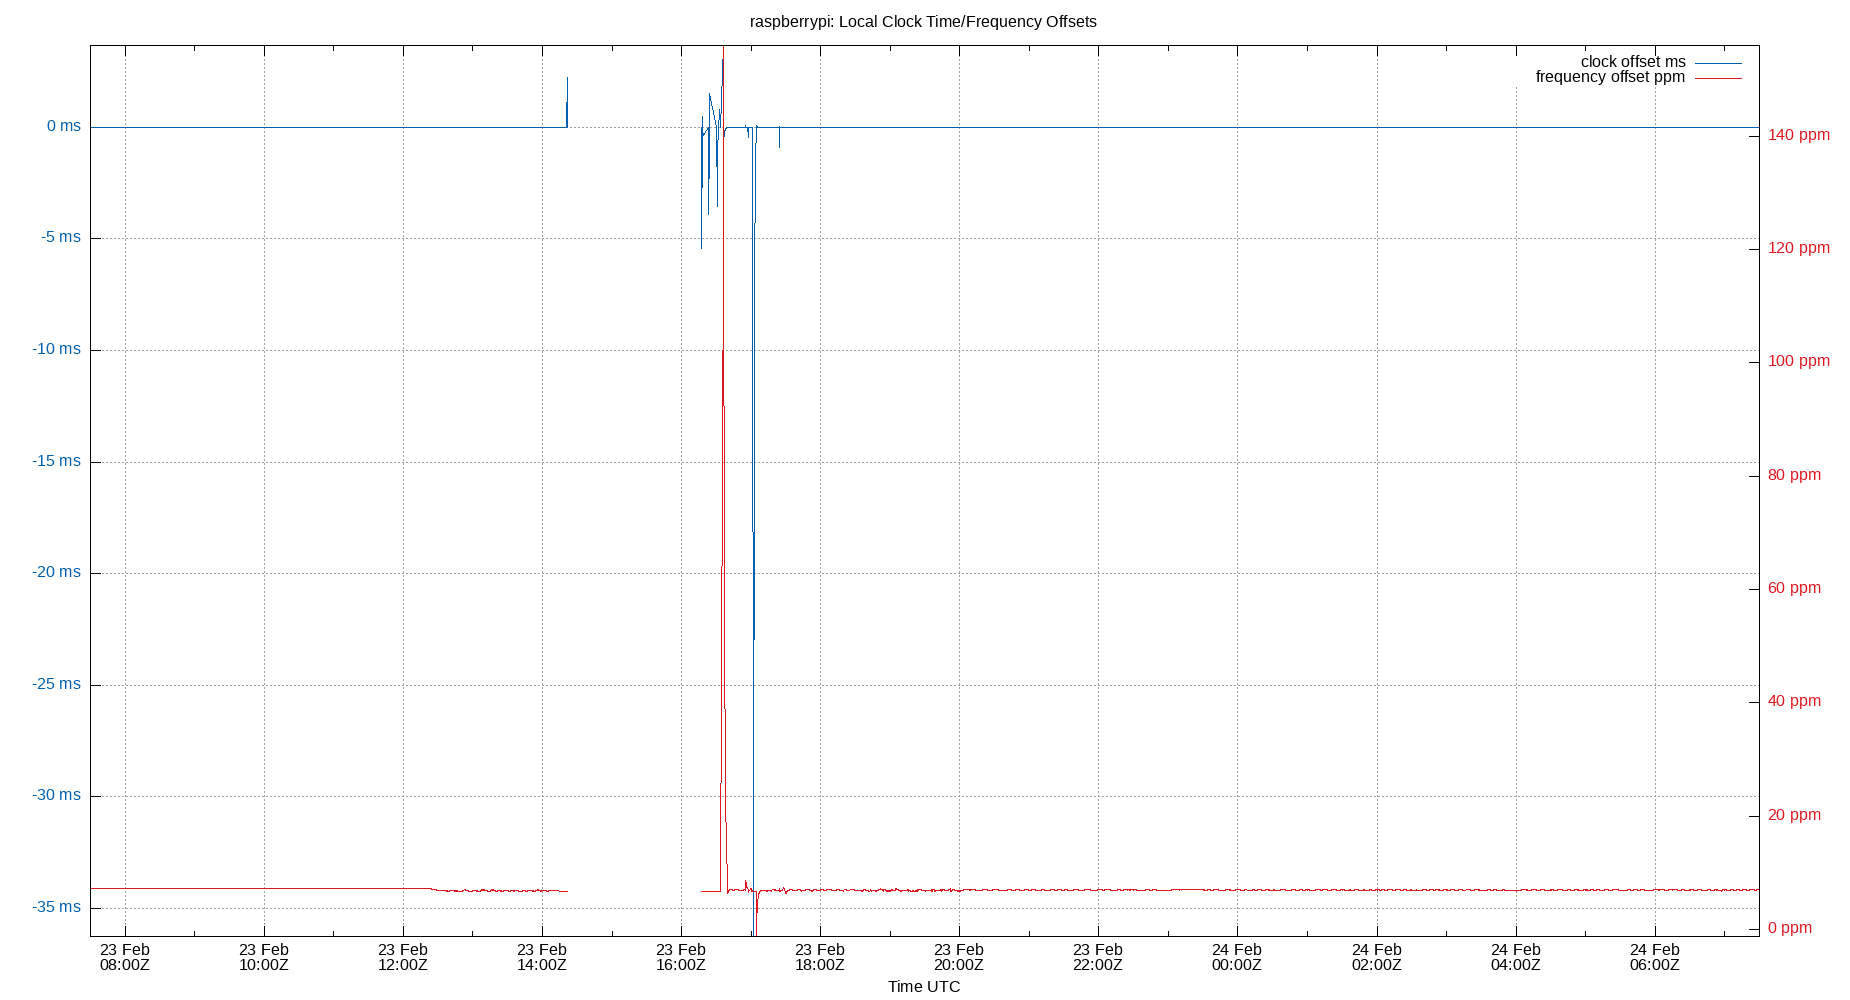 raspberrypi: Local Clock Time/Frequency Offsets
clock offset ms
frequency offset ppm
0 ms
-5 ms
-10 ms
-15 ms
-20 ms
-25 ms
-30 ms
-35 ms
140 ppm
120 ppm
100 ppm
80 ppm
60 ppm
40 ppm
20 ppm
0 ppm
23 Feb
08:00Z
23 Feb
10:00Z
23 Feb
12:00Z
23 Feb
14:00Z
23 Feb
16:00Z
23 Feb
18:00Z
23 Feb
20:00Z
23 Feb
22:00Z
24 Feb
00:00Z
24 Feb
02:00Z
24 Feb
04:00Z
24 Feb
06:00Z
Time UTC